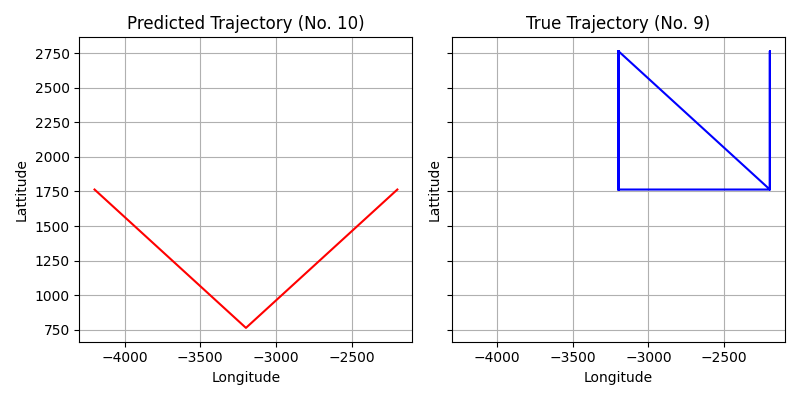 Predicted Trajectory (No. 10)
True Trajectory (No. 9)
Lattitude
2750
2500
2250
2000
1750
1500
1250
1000
750
−4000
−3500
−3000
−2500
Longitude
Lattitude
−4000
−3500
−3000
−2500
Longitude